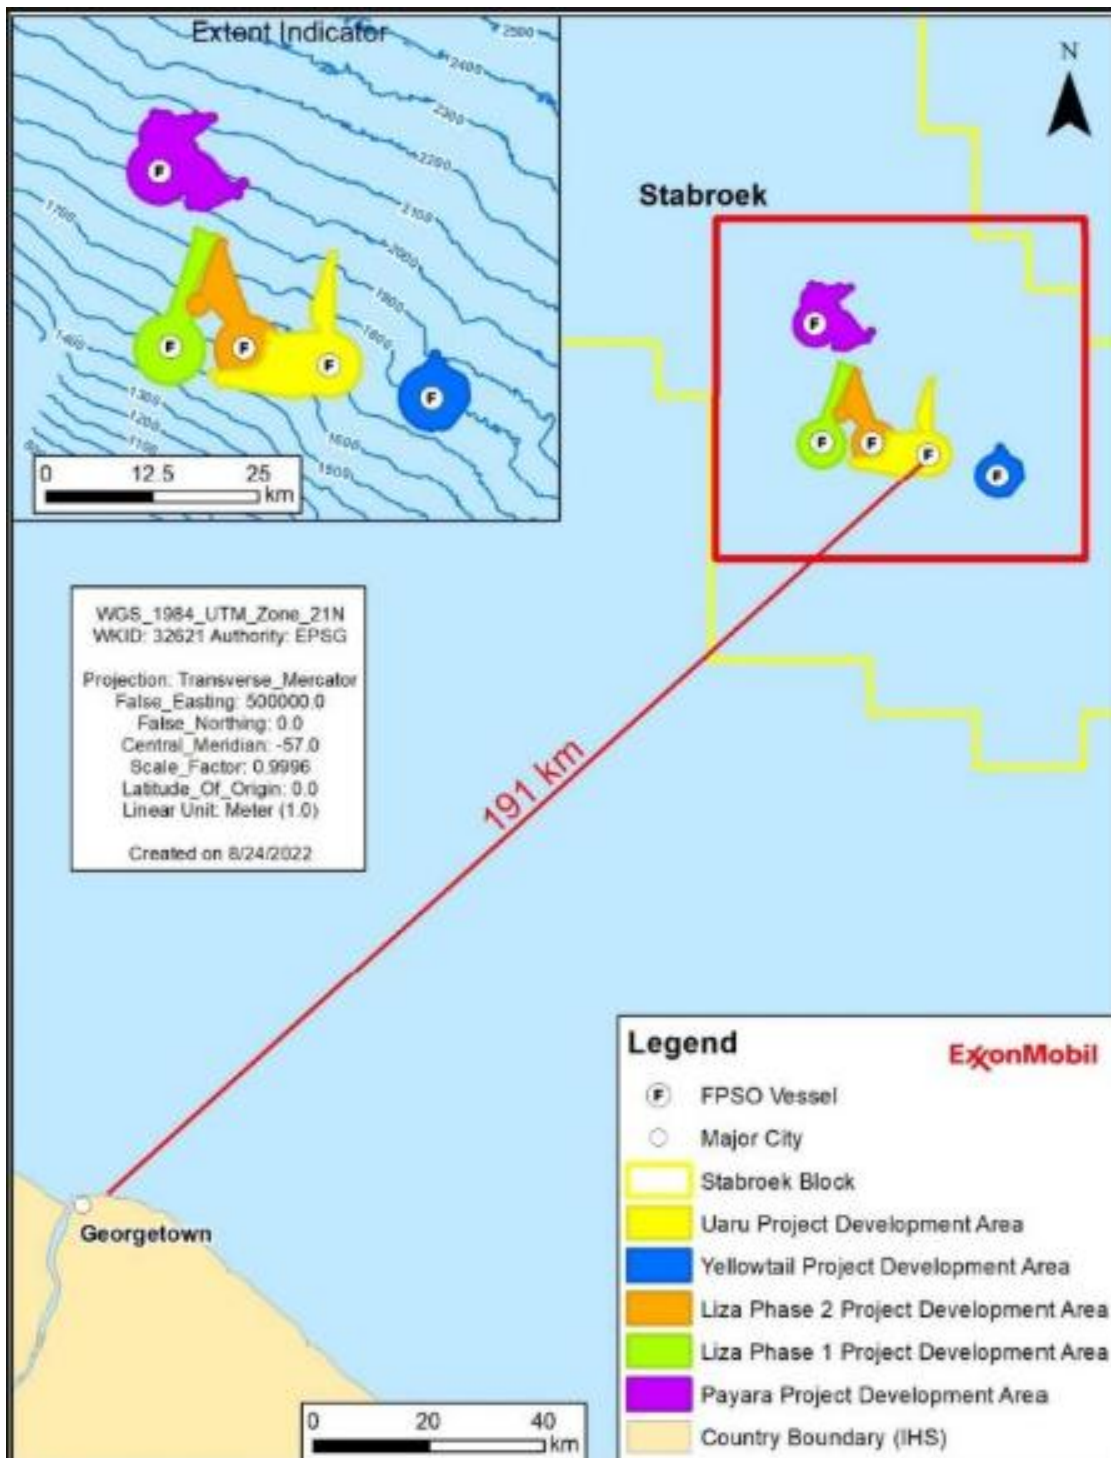 Extent Indicator
2500
2400
2300
2200
2100
2000
1900
1800
1700
1400
1300
1200
1100
1600
1500
F
F
F
F
F
0 12.5 25
km
N
Stabroek
F
F
F
F
F
WGS_1984_UTM_Zone_21N
WKID: 32621 Authority: EPSG
Projection: Transverse_Mercator
False_Easting: 500000.0
False_Northing: 0.0
Central_Meridian: -57.0
Scale_Factor: 0.9996
Latitude_Of_Origin: 0.0
Linear Unit: Meter (1.0)
Created on 8/24/2022
191 km
Georgetown
Legend
ExxonMobil
F FPSO Vessel
Major City
Stabroek Block
Uaru Project Development Area
Yellowtail Project Development Area
Liza Phase 2 Project Development Area
Liza Phase 1 Project Development Area
Payara Project Development Area
Country Boundary (IHS)
0 20 40
km